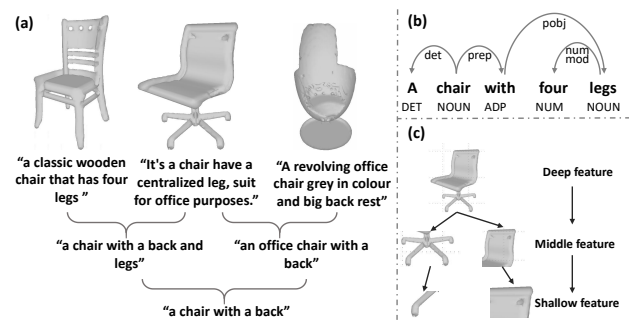 (a)
“a classic wooden
chair that has four
legs ”
“It's a chair have a
centralized leg, suit
for office purposes.”
“A revolving office
chair grey in colour
and big back rest”
“a chair with a back and
legs”
“an office chair with a
back”
“a chair with a back”
(b)
pobj
det
prep
num
mod
A chair with four legs
DET NOUN ADP NUM NOUN
(c)
Deep feature
Middle feature
Shallow feature